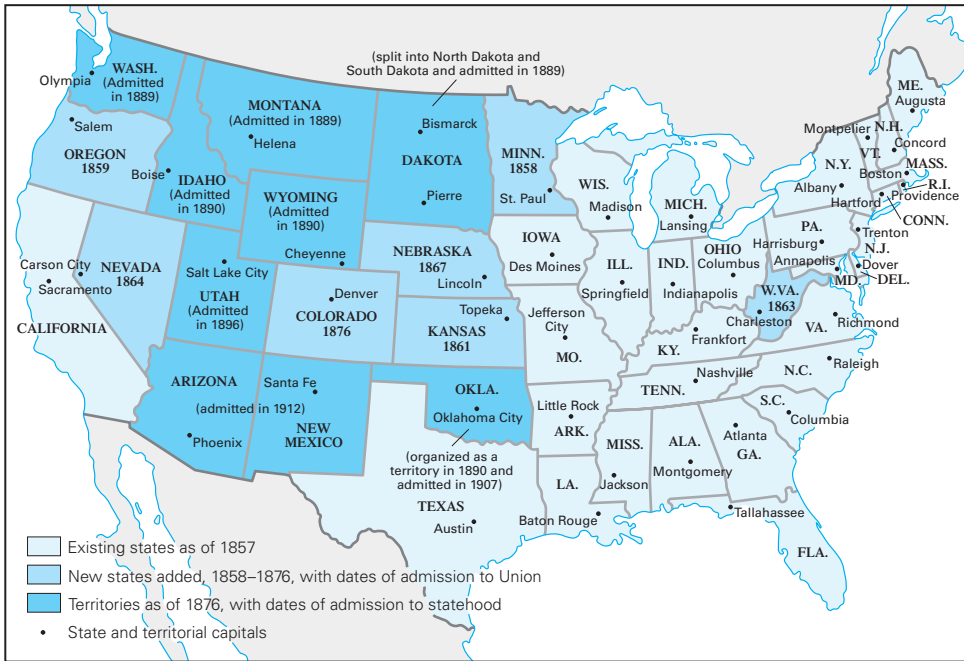 (split into North Dakota and
South Dakota and admitted in 1889)
WASH.
(Admitted
in 1889)
Olympia
MONTANA
(Admitted in 1889)
Helena
Bismarck
DAKOTA
Pierre
MINN.
1858
St. Paul
Salem
OREGON
1859
Boise
IDAHO
(Admitted
in 1890)
WYOMING
(Admitted
in 1890)
Cheyenne
WIS.
Madison
MICH.
Lansing
ME.
Augusta
Montpelier
N.H.
VT.
Concord
N.Y.
Albany
MASS.
Boston
R.I.
Providence
Hartford
CONN.
PA.
Harrisburg
Trenton
N.J.
Annapolis
Dover
MD.
DEL.
Carson City
NEVADA
1864
Sacramento
CALIFORNIA
Salt Lake City
UTAH
(Admitted
in 1896)
Denver
COLORADO
1876
NEBRASKA
1867
Lincoln
Topeka
KANSAS
1861
IOWA
Des Moines
ILL.
Springfield
IND.
Indianapolis
OHIO
Columbus
W.VA.
1863
Charleston
VA.
Richmond
Jefferson
City
MO.
KY.
Frankfort
Nashville
TENN.
N.C.
Raleigh
S.C.
Columbia
ARIZONA
(admitted in 1912)
Phoenix
Santa Fe
NEW
MEXICO
OKLA.
Oklahoma City
(organized as a
territory in 1890 and
admitted in 1907)
TEXAS
Austin
Little Rock
ARK.
LA.
Baton Rouge
MISS.
Jackson
ALA.
Montgomery
Atlanta
GA.
Tallahassee
FLA.
Existing states as of 1857
New states added, 1858–1876, with dates of admission to Union
Territories as of 1876, with dates of admission to statehood
State and territorial capitals